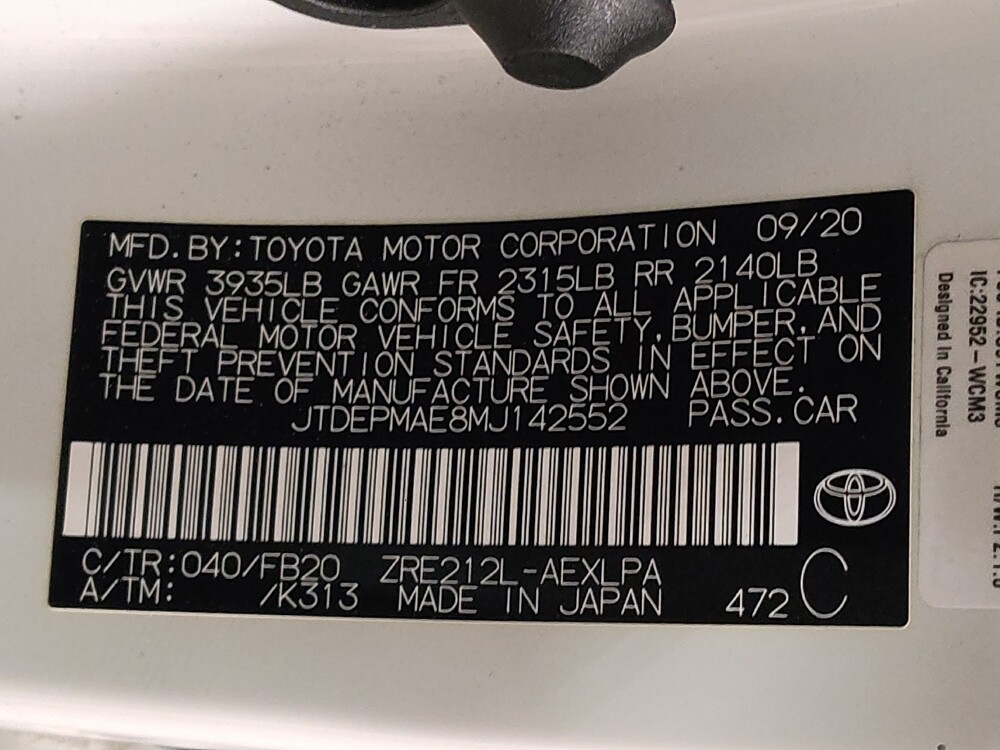 MFD. BY: TOYOTA MOTOR CORPORATION 09/20
GVWR 3935LB GAWR FR 2315LB RR 2140LB
THIS VEHICLE CONFORMS TO ALL APPLICABLE
FEDERAL MOTOR VEHICLE SAFETY, BUMPER, AND
THEFT PREVENTION STANDARDS IN EFFECT ON
THE DATE OF MANUFACTURE SHOWN ABOVE.
JTDEPMAE8MJ142552 PASS. CAR
C/TR: 040/FB20 ZRE212L-AEXLPA C
A/TM: /K313 MADE IN JAPAN 472
IC:22952-WCM3
Designed In California